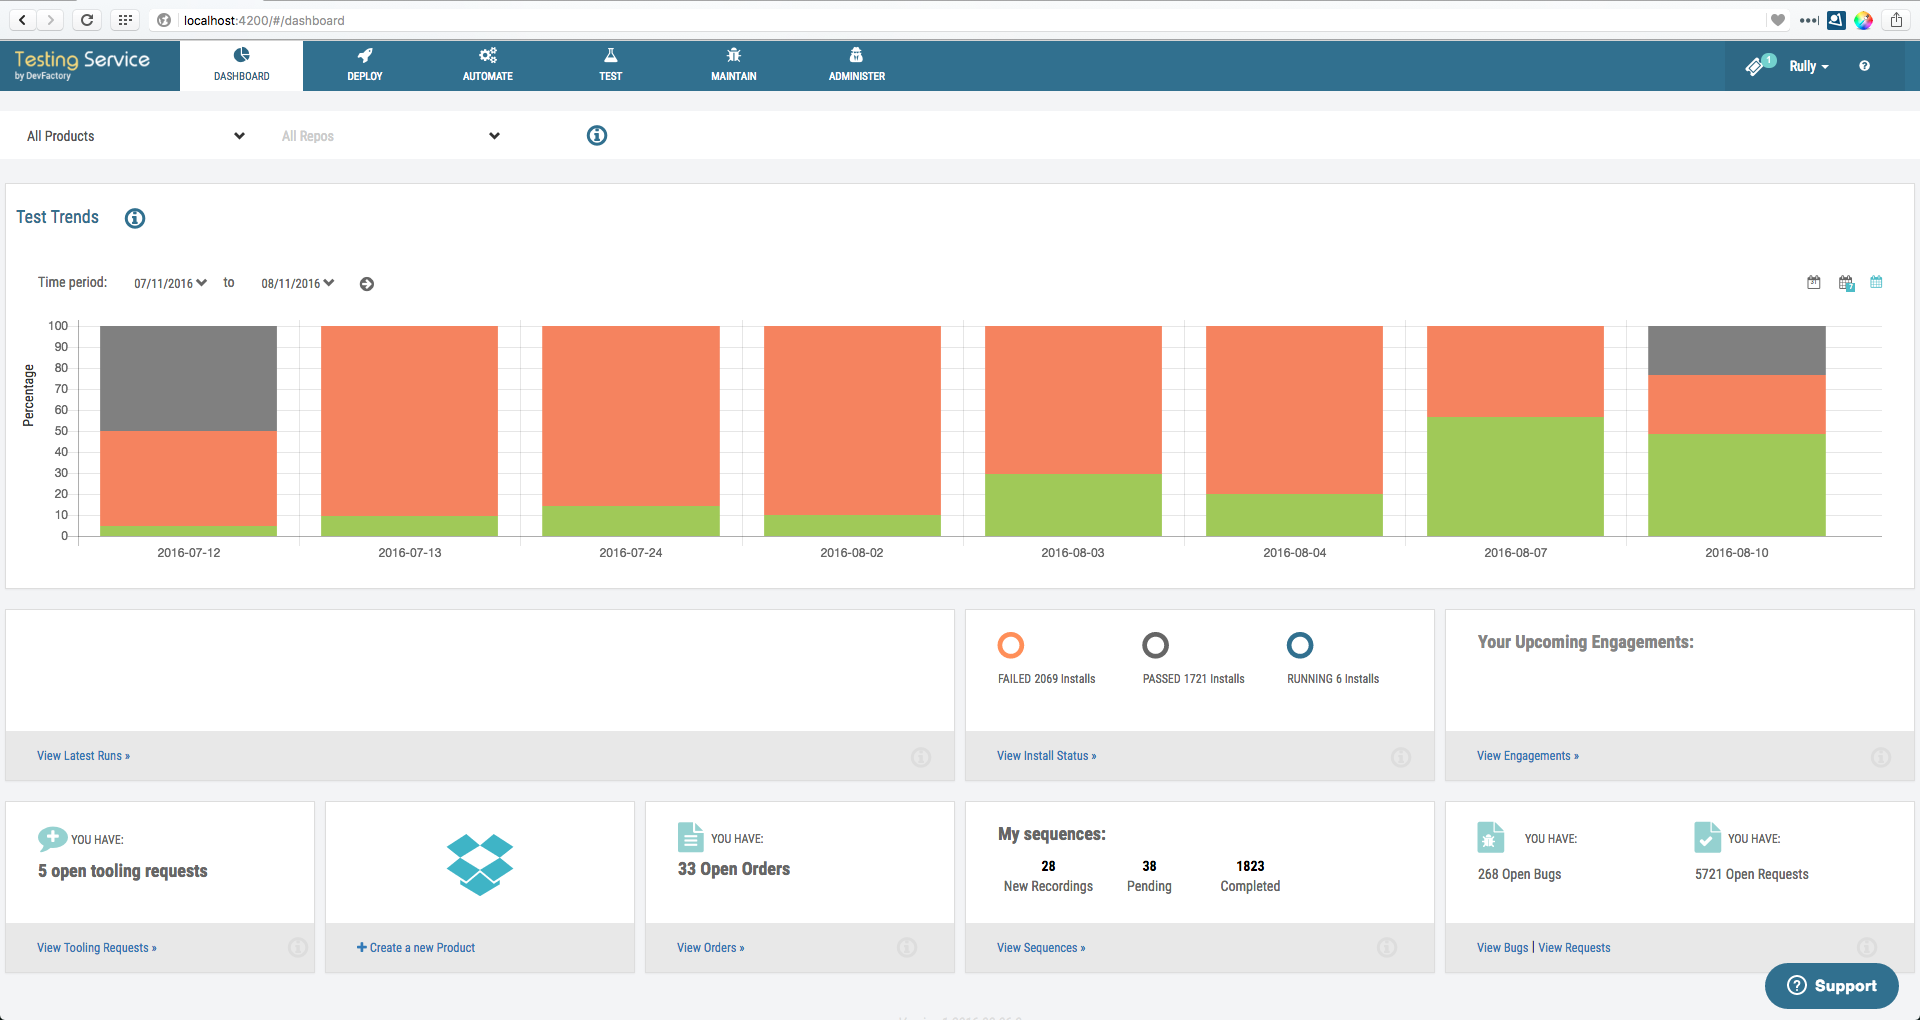 localhost:4200/#/dashboard
Testing Service
by DevFactory
DASHBOARD
DEPLOY
AUTOMATE
TEST
MAINTAIN
ADMINISTER
1
Rully
All Products
All Repos
Test Trends
Time period:
07/11/2016
to
08/11/2016
31
7
Percentage
100
90
80
70
60
50
40
30
20
10
0
2016-07-12
2016-07-13
2016-07-24
2016-08-02
2016-08-03
2016-08-04
2016-08-07
2016-08-10
FAILED 2069 Installs
PASSED 1721 Installs
RUNNING 6 Installs
Your Upcoming Engagements:
View Latest Runs »
View Install Status »
View Engagements »
YOU HAVE:
5 open tooling requests
YOU HAVE:
33 Open Orders
My sequences:
28
New Recordings
38
Pending
1823
Completed
YOU HAVE:
268 Open Bugs
YOU HAVE:
5721 Open Requests
View Tooling Requests »
Create a new Product
View Orders »
View Sequences »
View Bugs | View Requests
Support